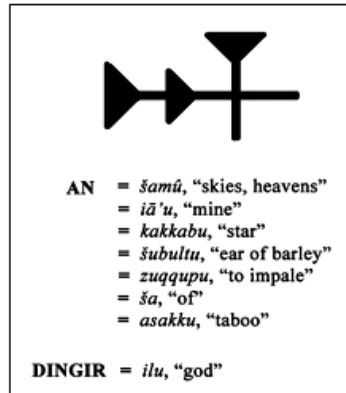 𒀭
AN = šamû, “skies, heavens”
= iā’u, “mine”
= kakkabu, “star”
= šubultu, “ear of barley”
= zuqqupu, “to impale”
= ša, “of”
= asakku, “taboo”
DINGIR = ilu, “god”